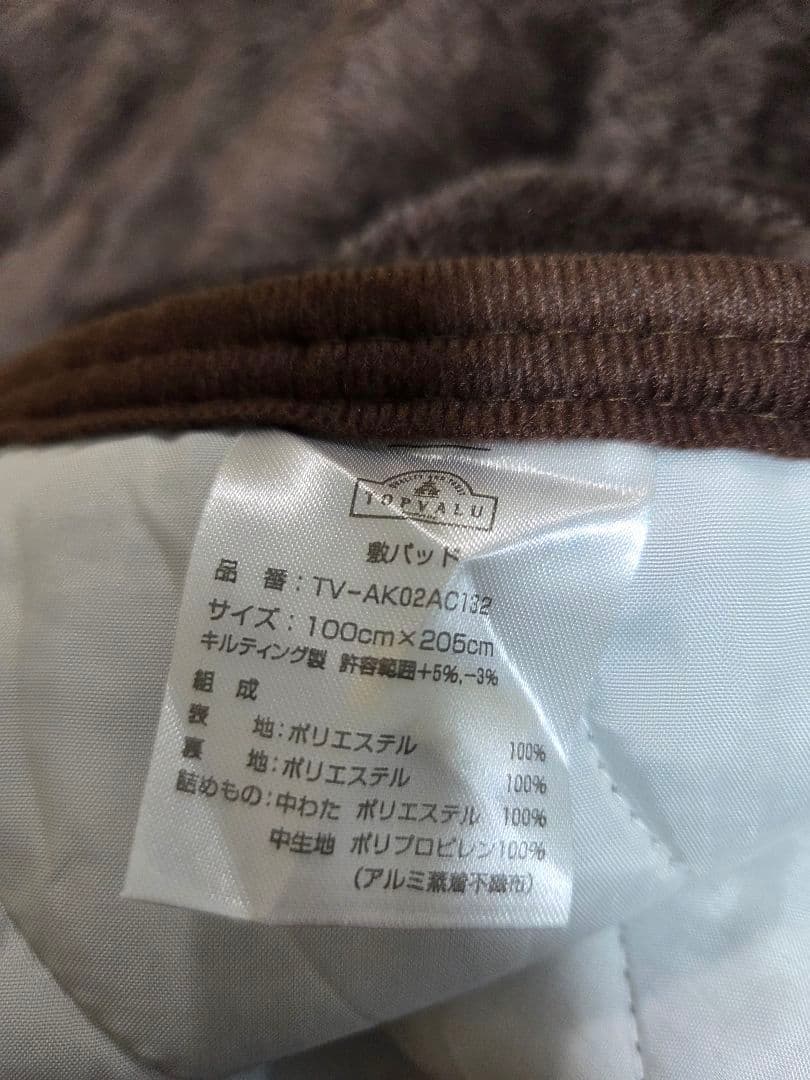 QUALITY AND TRUST
TOPVALU
敷パッド
品 番：TV-AK02AC132
サイズ：100cm×205cm
キルティング製 許容範囲+5%,-3%
組 成
表 地：ポリエステル 100%
裏 地：ポリエステル 100%
詰めもの：中わた ポリエステル 100%
中生地 ポリプロピレン100%
(アルミ蒸着不織布)